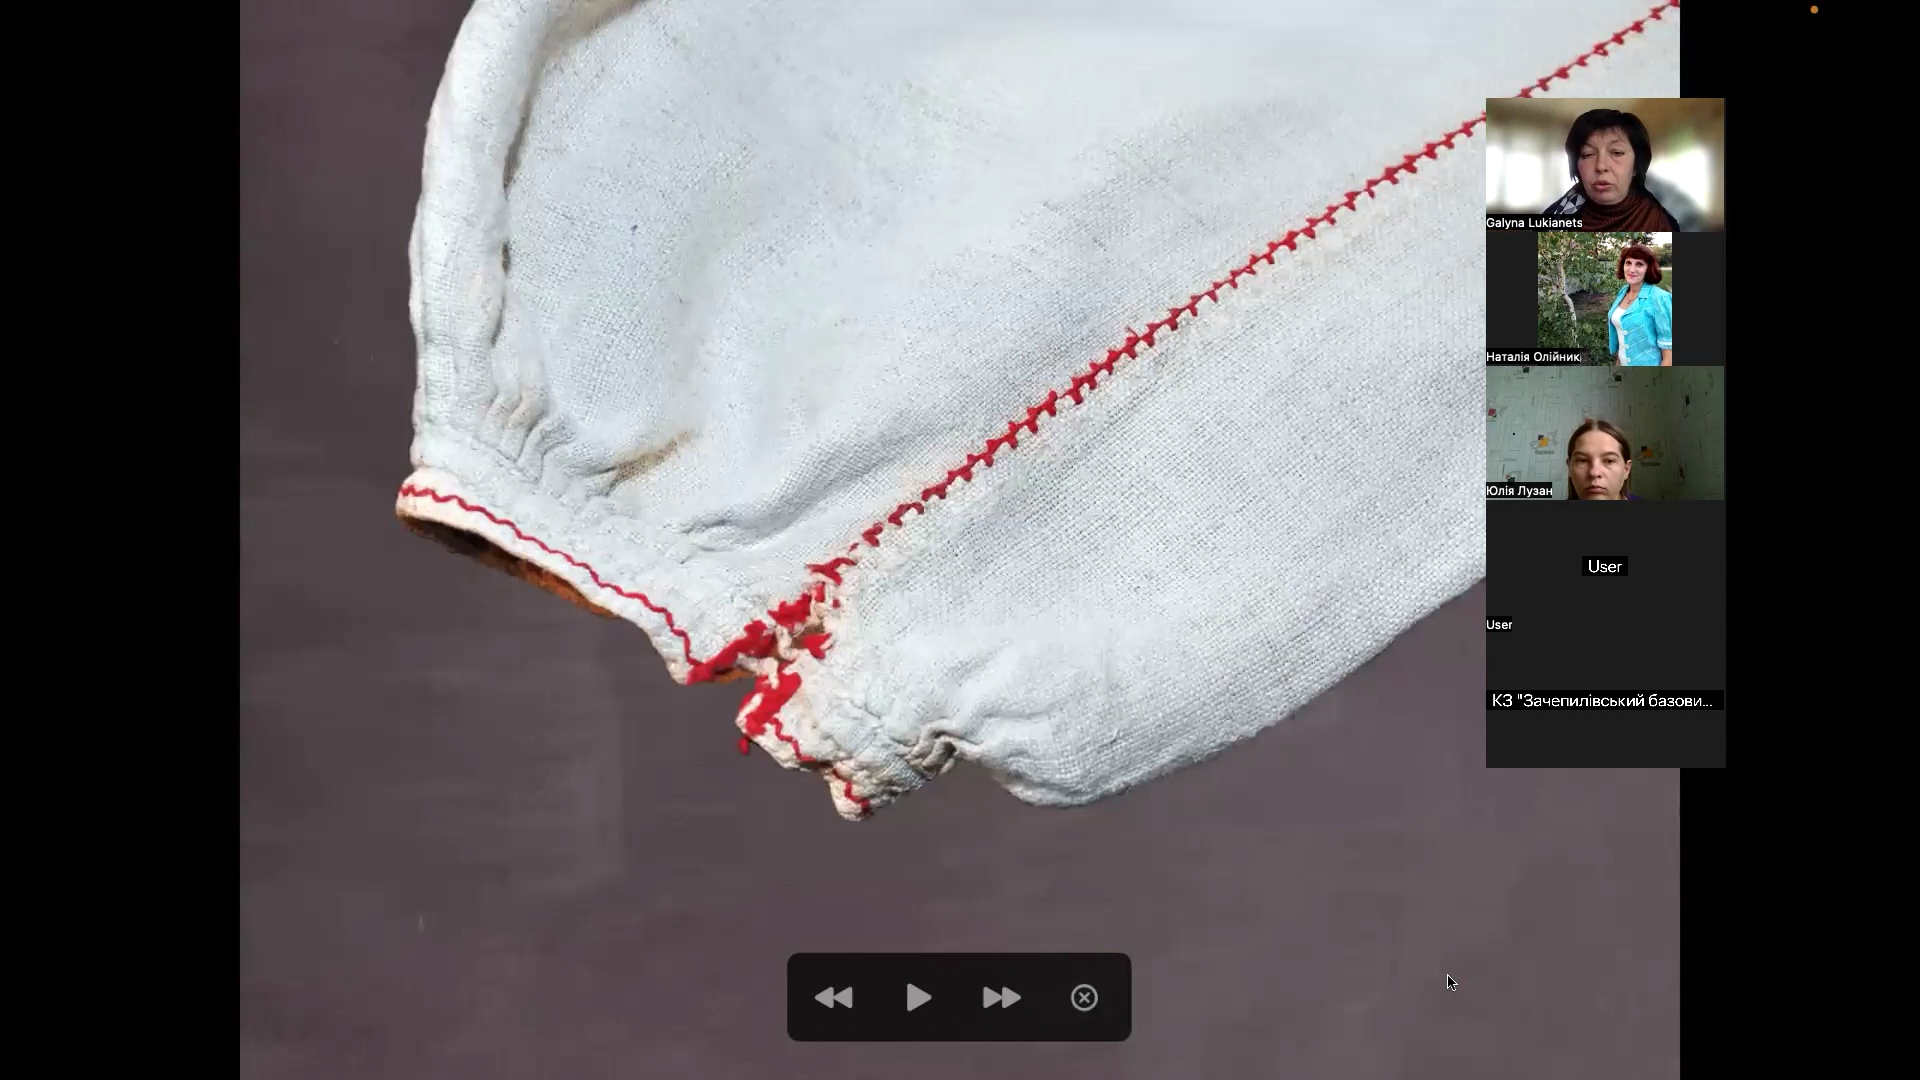 Galyna Lukianets
Наталія Олійник
Юлія Лузан
User
User
КЗ "Зачепилівський базови...